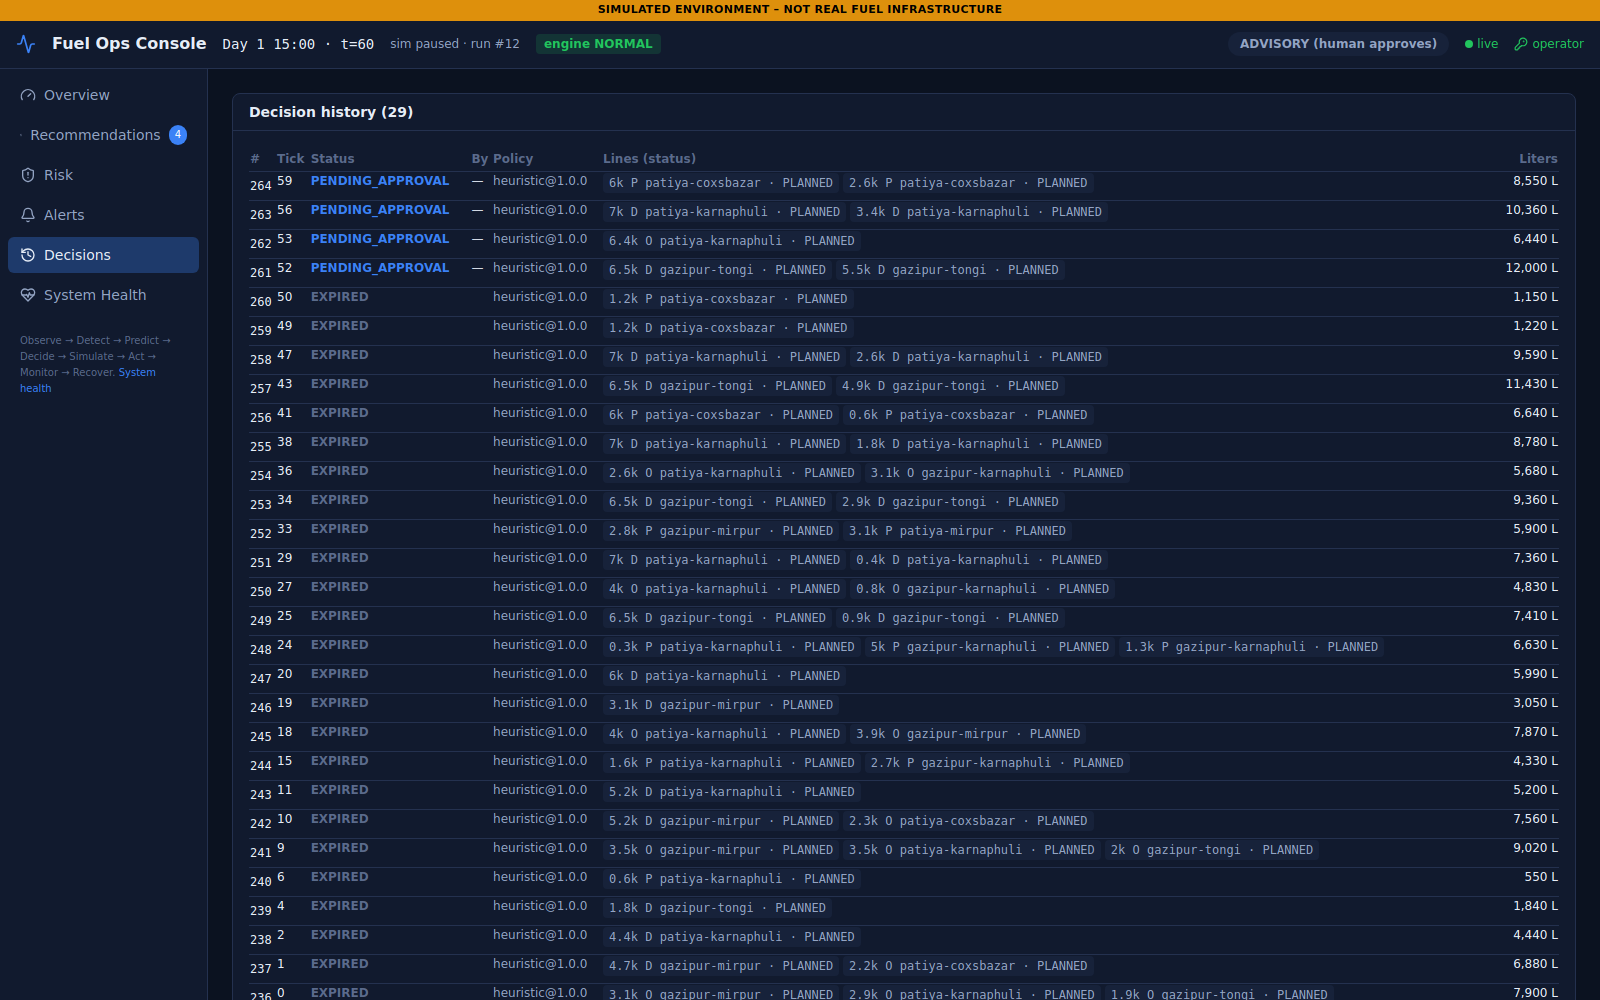 SIMULATED ENVIRONMENT – NOT REAL FUEL INFRASTRUCTURE
Fuel Ops Console Day 1 15:00 · t=60 sim paused · run #12 engine NORMAL ADVISORY (human approves) live operator
Overview
Recommendations 4
Risk
Alerts
Decisions
System Health
Observe → Detect → Predict →
Decide → Simulate → Act →
Monitor → Recover. System
health
Decision history (29)
# Tick Status By Policy Lines (status) Liters
264 59 PENDING_APPROVAL — heuristic@1.0.0 6k P patiya-coxsbazar · PLANNED 2.6k P patiya-coxsbazar · PLANNED 8,550 L
263 56 PENDING_APPROVAL — heuristic@1.0.0 7k D patiya-karnaphuli · PLANNED 3.4k D patiya-karnaphuli · PLANNED 10,360 L
262 53 PENDING_APPROVAL — heuristic@1.0.0 6.4k O patiya-karnaphuli · PLANNED 6,440 L
261 52 PENDING_APPROVAL — heuristic@1.0.0 6.5k D gazipur-tongi · PLANNED 5.5k D gazipur-tongi · PLANNED 12,000 L
260 50 EXPIRED heuristic@1.0.0 1.2k P patiya-coxsbazar · PLANNED 1,150 L
259 49 EXPIRED heuristic@1.0.0 1.2k D patiya-coxsbazar · PLANNED 1,220 L
258 47 EXPIRED heuristic@1.0.0 7k D patiya-karnaphuli · PLANNED 2.6k D patiya-karnaphuli · PLANNED 9,590 L
257 43 EXPIRED heuristic@1.0.0 6.5k D gazipur-tongi · PLANNED 4.9k D gazipur-tongi · PLANNED 11,430 L
256 41 EXPIRED heuristic@1.0.0 6k P patiya-coxsbazar · PLANNED 0.6k P patiya-coxsbazar · PLANNED 6,640 L
255 38 EXPIRED heuristic@1.0.0 7k D patiya-karnaphuli · PLANNED 1.8k D patiya-karnaphuli · PLANNED 8,780 L
254 36 EXPIRED heuristic@1.0.0 2.6k O patiya-karnaphuli · PLANNED 3.1k O gazipur-karnaphuli · PLANNED 5,680 L
253 34 EXPIRED heuristic@1.0.0 6.5k D gazipur-tongi · PLANNED 2.9k D gazipur-tongi · PLANNED 9,360 L
252 33 EXPIRED heuristic@1.0.0 2.8k P gazipur-mirpur · PLANNED 3.1k P patiya-mirpur · PLANNED 5,900 L
251 29 EXPIRED heuristic@1.0.0 7k D patiya-karnaphuli · PLANNED 0.4k D patiya-karnaphuli · PLANNED 7,360 L
250 27 EXPIRED heuristic@1.0.0 4k O patiya-karnaphuli · PLANNED 0.8k O gazipur-karnaphuli · PLANNED 4,830 L
249 25 EXPIRED heuristic@1.0.0 6.5k D gazipur-tongi · PLANNED 0.9k D gazipur-tongi · PLANNED 7,410 L
248 24 EXPIRED heuristic@1.0.0 0.3k P patiya-karnaphuli · PLANNED 5k P gazipur-karnaphuli · PLANNED 1.3k P gazipur-karnaphuli · PLANNED 6,630 L
247 20 EXPIRED heuristic@1.0.0 6k D patiya-karnaphuli · PLANNED 5,990 L
246 19 EXPIRED heuristic@1.0.0 3.1k D gazipur-mirpur · PLANNED 3,050 L
245 18 EXPIRED heuristic@1.0.0 4k O patiya-karnaphuli · PLANNED 3.9k O gazipur-mirpur · PLANNED 7,870 L
244 15 EXPIRED heuristic@1.0.0 1.6k P patiya-karnaphuli · PLANNED 2.7k P gazipur-karnaphuli · PLANNED 4,330 L
243 11 EXPIRED heuristic@1.0.0 5.2k D patiya-karnaphuli · PLANNED 5,200 L
242 10 EXPIRED heuristic@1.0.0 5.2k D gazipur-mirpur · PLANNED 2.3k O patiya-coxsbazar · PLANNED 7,560 L
241 9 EXPIRED heuristic@1.0.0 3.5k O gazipur-mirpur · PLANNED 3.5k O patiya-karnaphuli · PLANNED 2k O gazipur-tongi · PLANNED 9,020 L
240 6 EXPIRED heuristic@1.0.0 0.6k P patiya-karnaphuli · PLANNED 550 L
239 4 EXPIRED heuristic@1.0.0 1.8k D gazipur-tongi · PLANNED 1,840 L
238 2 EXPIRED heuristic@1.0.0 4.4k D patiya-karnaphuli · PLANNED 4,440 L
237 1 EXPIRED heuristic@1.0.0 4.7k D gazipur-mirpur · PLANNED 2.2k O patiya-coxsbazar · PLANNED 6,880 L
236 0 EXPIRED heuristic@1.0.0 3.1k O gazipur-mirpur · PLANNED 2.9k O patiya-karnaphuli · PLANNED 1.9k O gazipur-tongi · PLANNED 7,900 L